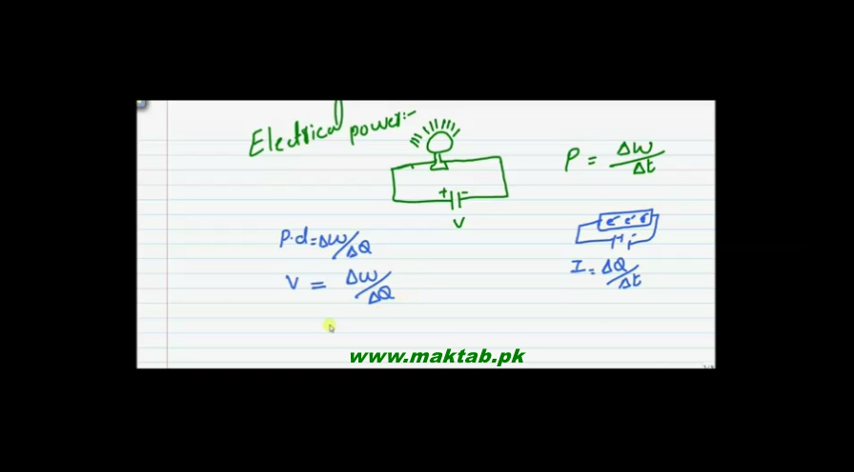 Electrical power:-
P = ΔW/Δt
+ -
V
P.d = ΔW/ΔQ
e e e
+ -
V = ΔW/ΔQ
I = ΔQ/Δt
www.maktab.pk